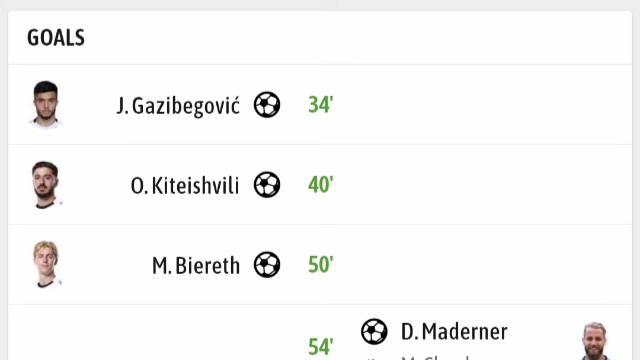 GOALS
J. Gazibegović 34'
O. Kiteishvili 40'
M. Biereth 50'
54' D. Maderner